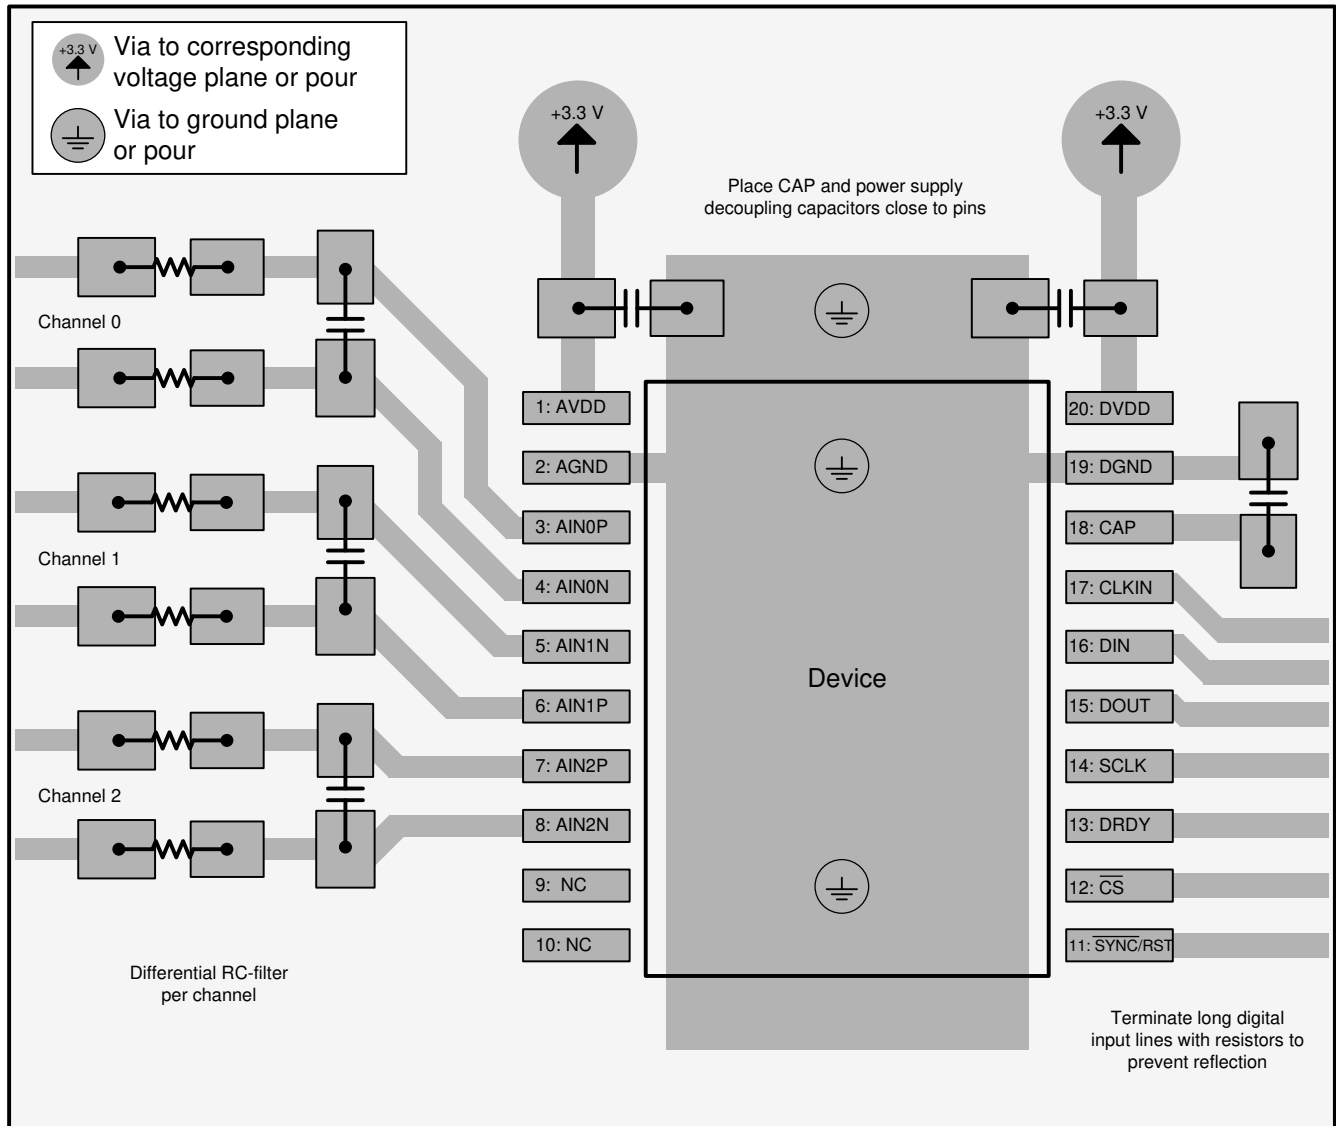 +3.3 V
Via to corresponding
voltage plane or pour
Via to ground plane
or pour
+3.3 V
+3.3 V
Place CAP and power supply
decoupling capacitors close to pins
Channel 0
Channel 1
Channel 2
Differential RC-filter
per channel
1: AVDD
2: AGND
3: AIN0P
4: AIN0N
5: AIN1N
6: AIN1P
7: AIN2P
8: AIN2N
9: NC
10: NC
Device
20: DVDD
19: DGND
18: CAP
17: CLKIN
16: DIN
15: DOUT
14: SCLK
13: DRDY
12: C̅S̅
11: S̅Y̅N̅C̅/RST
Terminate long digital
input lines with resistors to
prevent reflection